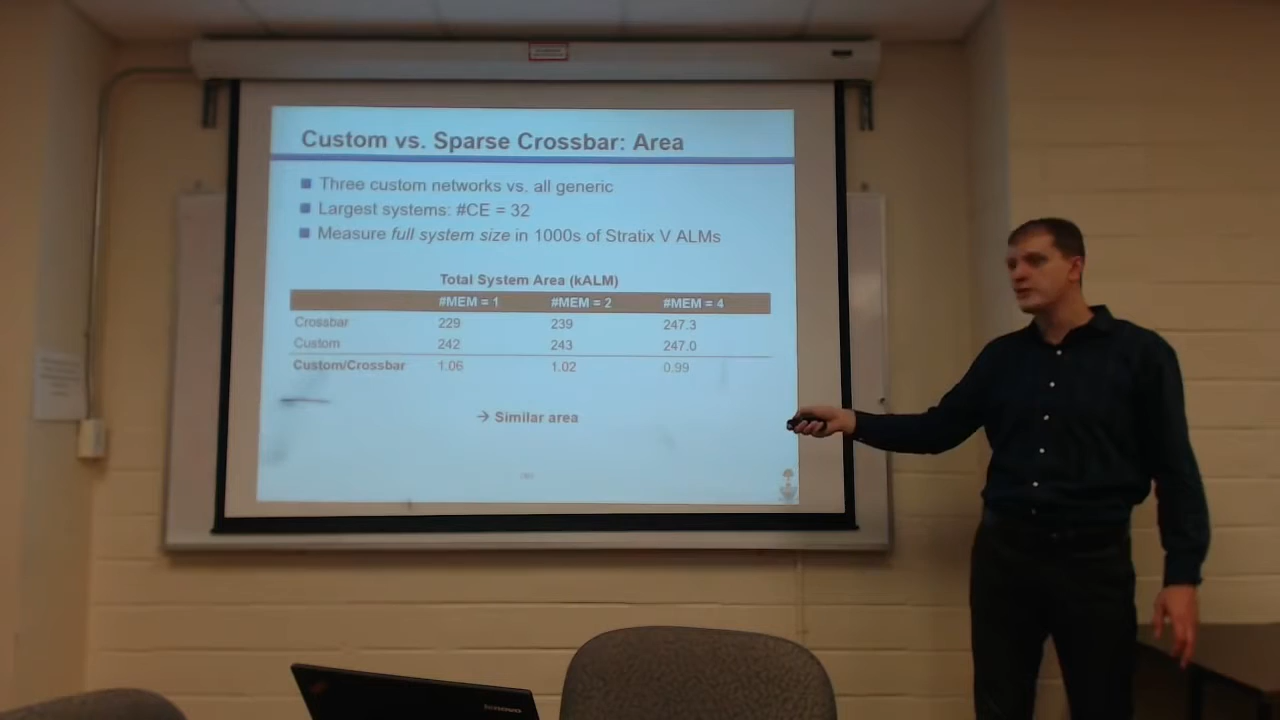 Custom vs. Sparse Crossbar: Area
Three custom networks vs. all generic
Largest systems: #CE = 32
Measure full system size in 1000s of Stratix V ALMs
Total System Area (kALM)
#MEM = 1 #MEM = 2 #MEM = 4
Crossbar 229 239 247.3
Custom 242 243 247.0
Custom/Crossbar 1.06 1.02 0.99
→ Similar area
lenovo